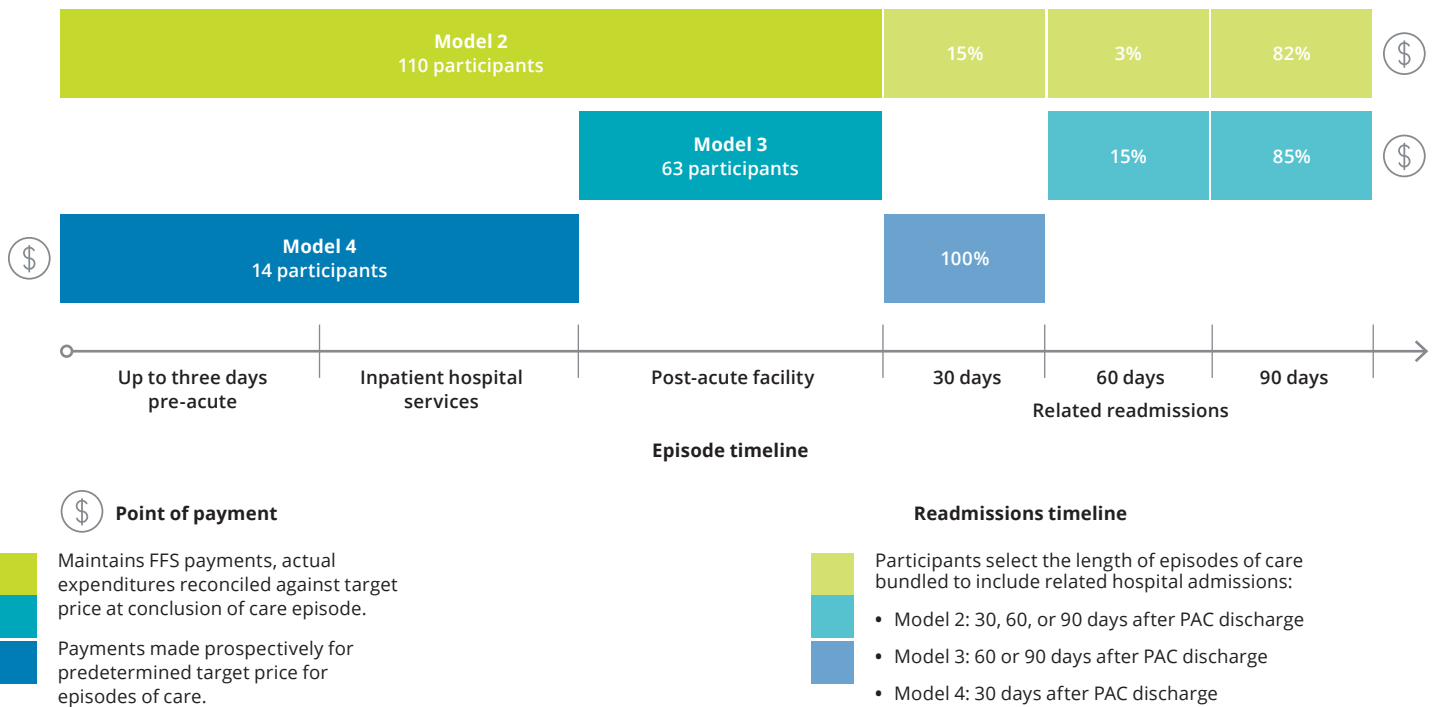 Model 2
110 participants
15%
3%
82%
$
Model 3
63 participants
15%
85%
$
$
Model 4
14 participants
100%
Up to three days
pre-acute
Inpatient hospital
services
Post-acute facility
30 days
60 days
90 days
Related readmissions
Episode timeline
$ Point of payment
Maintains FFS payments, actual
expenditures reconciled against target
price at conclusion of care episode.
Payments made prospectively for
predetermined target price for
episodes of care.
Readmissions timeline
Participants select the length of episodes of care
bundled to include related hospital admissions:
• Model 2: 30, 60, or 90 days after PAC discharge
• Model 3: 60 or 90 days after PAC discharge
• Model 4: 30 days after PAC discharge